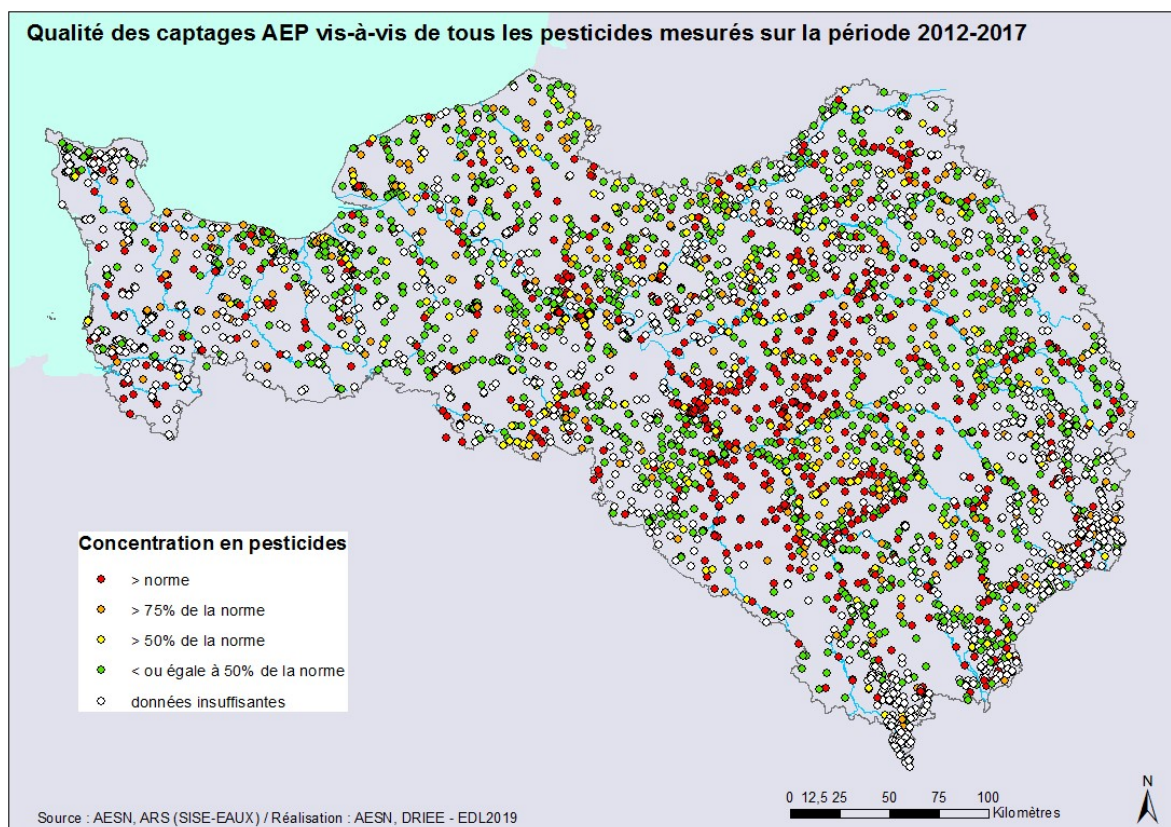 Qualité des captages AEP vis-à-vis de tous les pesticides mesurés sur la période 2012-2017
Concentration en pesticides
> norme
> 75% de la norme
> 50% de la norme
< ou égale à 50% de la norme
données insuffisantes
N
0 12,5 25 50 75 100
Kilomètres
Source : AESN, ARS (SISE-EAUX) / Réalisation : AESN, DRIEE - EDL2019